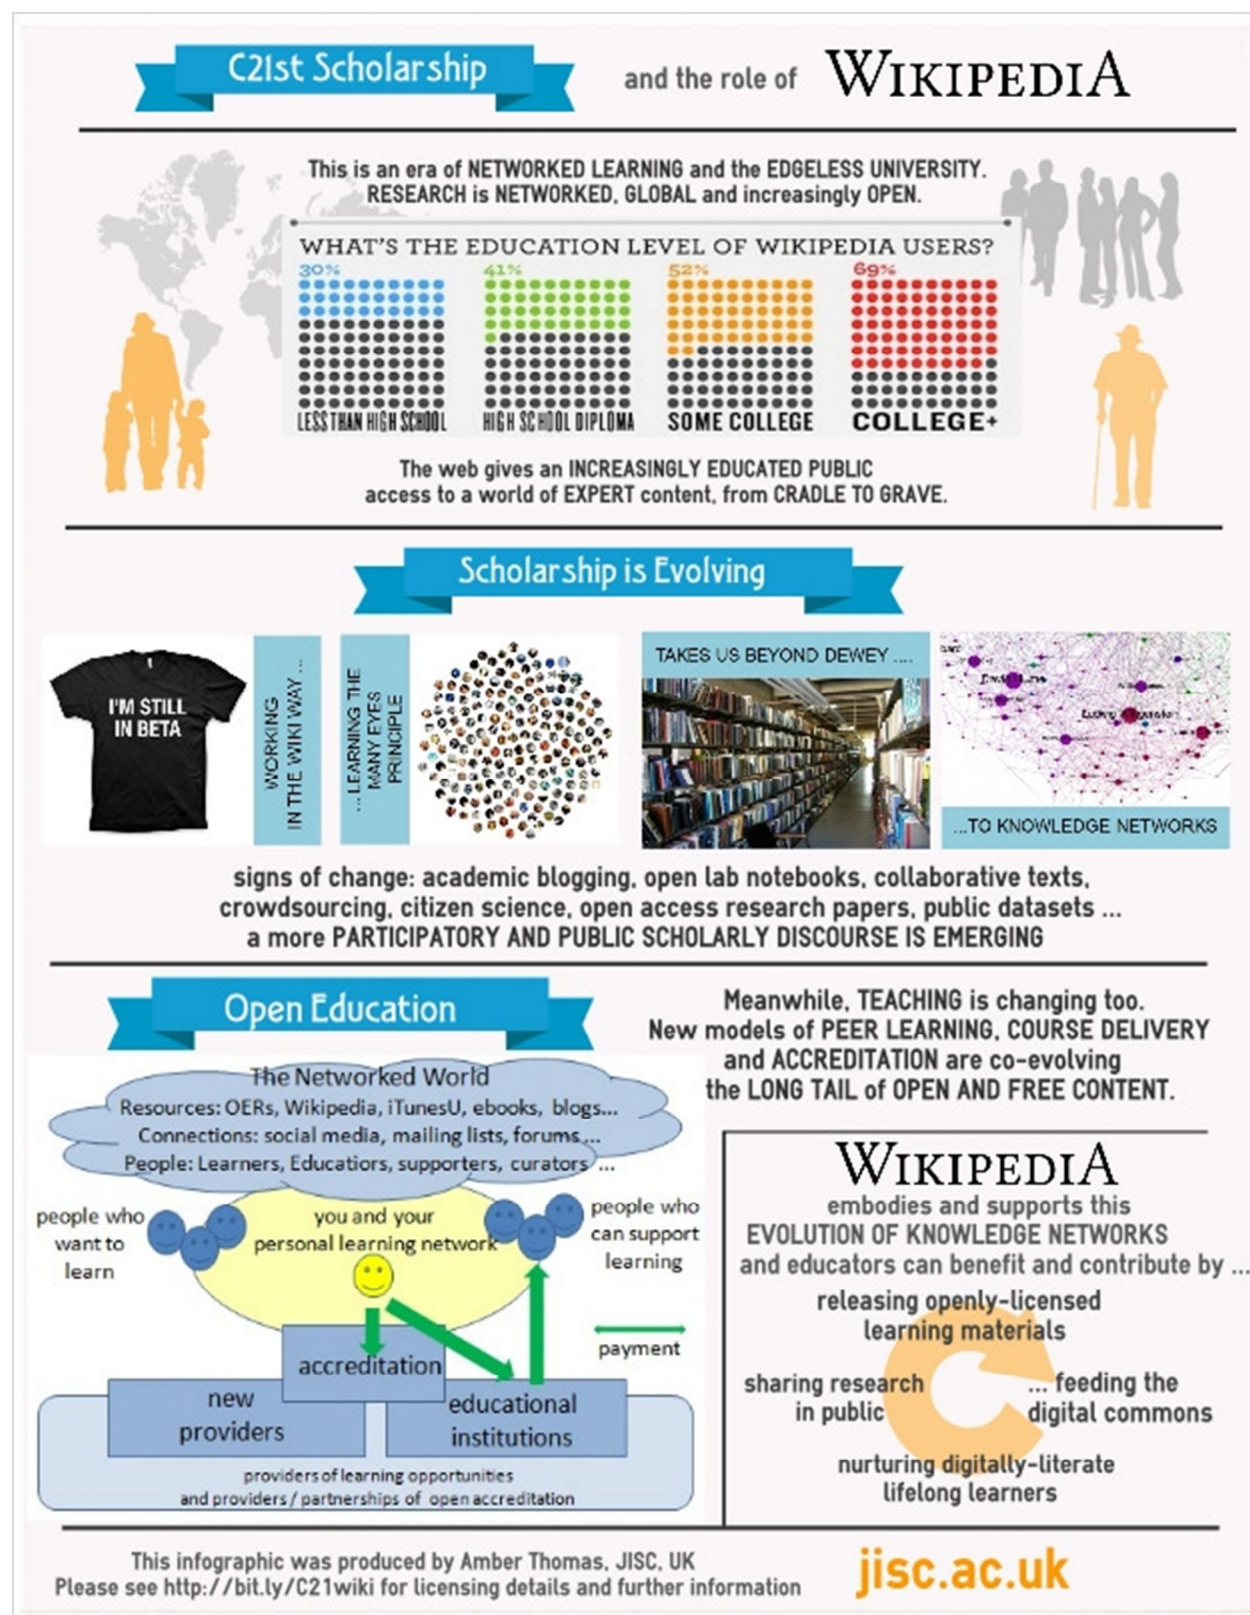 C21st Scholarship
and the role of WIKIPEDIA
This is an era of NETWORKED LEARNING and the EDGELESS UNIVERSITY.
RESEARCH is NETWORKED, GLOBAL and increasingly OPEN.
WHAT'S THE EDUCATION LEVEL OF WIKIPEDIA USERS?
30% 41% 52% 69%
LESS THAN HIGH SCHOOL HIGH SCHOOL DIPLOMA SOME COLLEGE COLLEGE+
The web gives an INCREASINGLY EDUCATED PUBLIC
access to a world of EXPERT content, from CRADLE TO GRAVE.
Scholarship is Evolving
I'M STILL
IN BETA
WORKING
IN THE WIKI WAY ...
... LEARNING THE
MANY EYES
PRINCIPLE
TAKES US BEYOND DEWEY ....
...TO KNOWLEDGE NETWORKS
signs of change: academic blogging, open lab notebooks, collaborative texts,
crowdsourcing, citizen science, open access research papers, public datasets ...
a more PARTICIPATORY AND PUBLIC SCHOLARLY DISCOURSE IS EMERGING
Open Education
Meanwhile, TEACHING is changing too.
New models of PEER LEARNING, COURSE DELIVERY
and ACCREDITATION are co-evolving
the LONG TAIL of OPEN AND FREE CONTENT.
The Networked World
Resources: OERs, Wikipedia, iTunesU, ebooks, blogs...
Connections: social media, mailing lists, forums ...
People: Learners, Educatiors, supporters, curators ...
people who
want to
learn
you and your
personal learning network
people who
can support
learning
payment
accreditation
new
providers
educational
institutions
providers of learning opportunities
and providers / partnerships of open accreditation
WIKIPEDIA
embodies and supports this
EVOLUTION OF KNOWLEDGE NETWORKS
and educators can benefit and contribute by ...
releasing openly-licensed
learning materials
sharing research
in public
... feeding the
digital commons
nurturing digitally-literate
lifelong learners
This infographic was produced by Amber Thomas, JISC, UK
Please see http://bit.ly/C21wiki for licensing details and further information
jisc.ac.uk